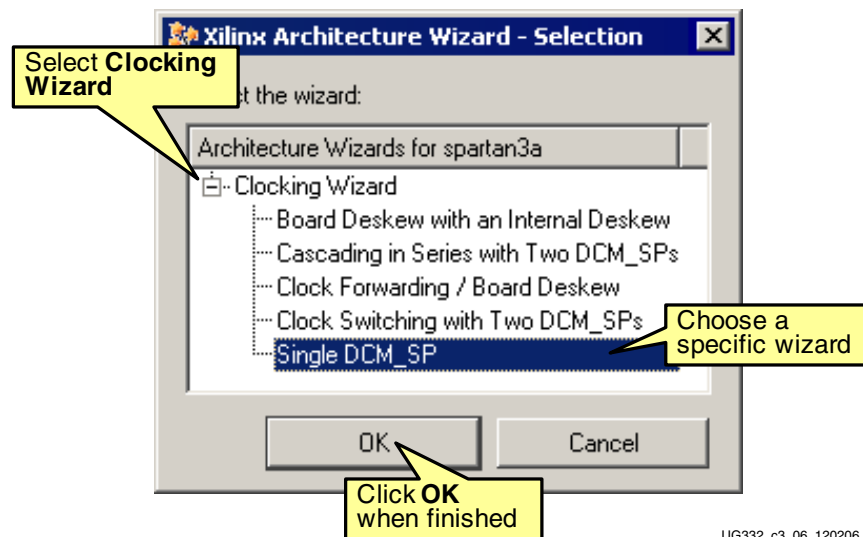 Xilinx Architecture Wizard - Selection
Select Clocking
Wizard
ct the wizard:
Architecture Wizards for spartan3a
Clocking Wizard
Board Deskew with an Internal Deskew
Cascading in Series with Two DCM_SPs
Clock Forwarding / Board Deskew
Clock Switching with Two DCM_SPs
Choose a
specific wizard
Single DCM_SP
OK
Cancel
Click OK
when finished
UG332_c3_06_120206